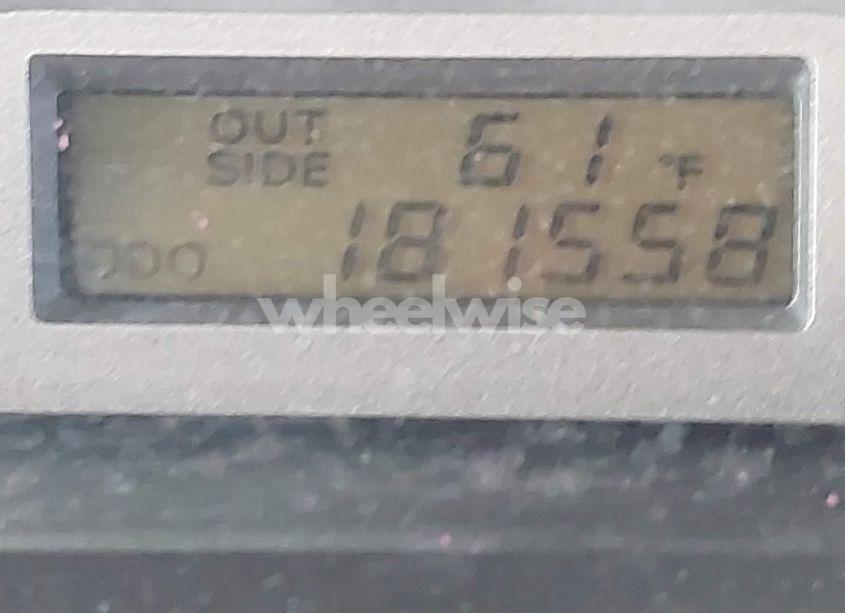 OUT SIDE 61 °F
ODO 181558
wheelwise